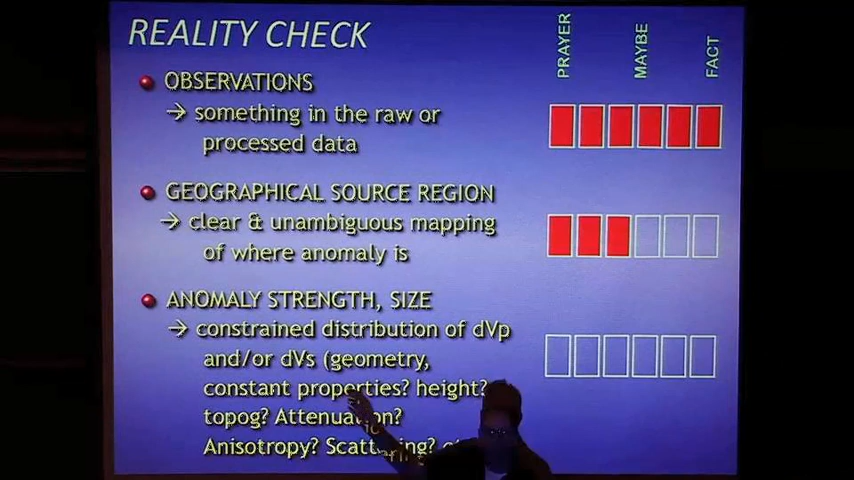 REALITY CHECK
PRAYER
MAYBE
FACT
OBSERVATIONS
→ something in the raw or
processed data
GEOGRAPHICAL SOURCE REGION
→ clear & unambiguous mapping
of where anomaly is
ANOMALY STRENGTH, SIZE
→ constrained distribution of dVp
and/or dVs (geometry,
constant properties? height?
topog? Attenuation?
Anisotropy? Scattering?